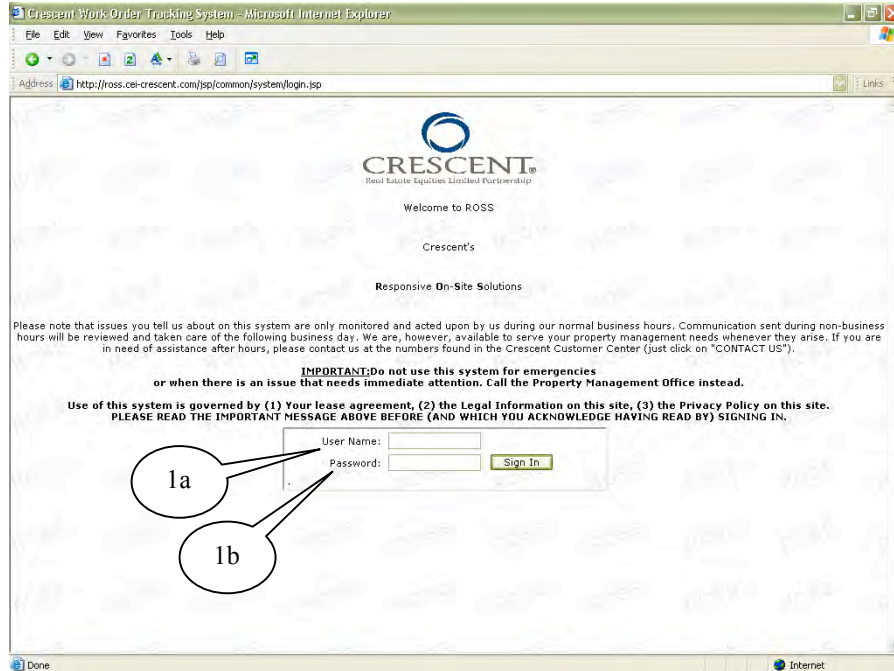 Crescent Work Order Tracking System - Microsoft Internet Explorer
File Edit View Favorites Tools Help
Address http://ross.cei-crescent.com/jsp/common/system/login.jsp Links
CRESCENT®
Real Estate Equities Limited Partnership
Welcome to ROSS
Crescent's
Responsive On-Site Solutions
Please note that issues you tell us about on this system are only monitored and acted upon by us during our normal business hours. Communication sent during non-business
hours will be reviewed and taken care of the following business day. We are, however, available to serve your property management needs whenever they arise. If you are
in need of assistance after hours, please contact us at the numbers found in the Crescent Customer Center (just click on "CONTACT US").
IMPORTANT:Do not use this system for emergencies
or when there is an issue that needs immediate attention. Call the Property Management Office instead.
Use of this system is governed by (1) Your lease agreement, (2) the Legal Information on this site, (3) the Privacy Policy on this site.
PLEASE READ THE IMPORTANT MESSAGE ABOVE BEFORE (AND WHICH YOU ACKNOWLEDGE HAVING READ BY) SIGNING IN.
User Name:
Password: Sign In
.
1a
1b
Done Internet